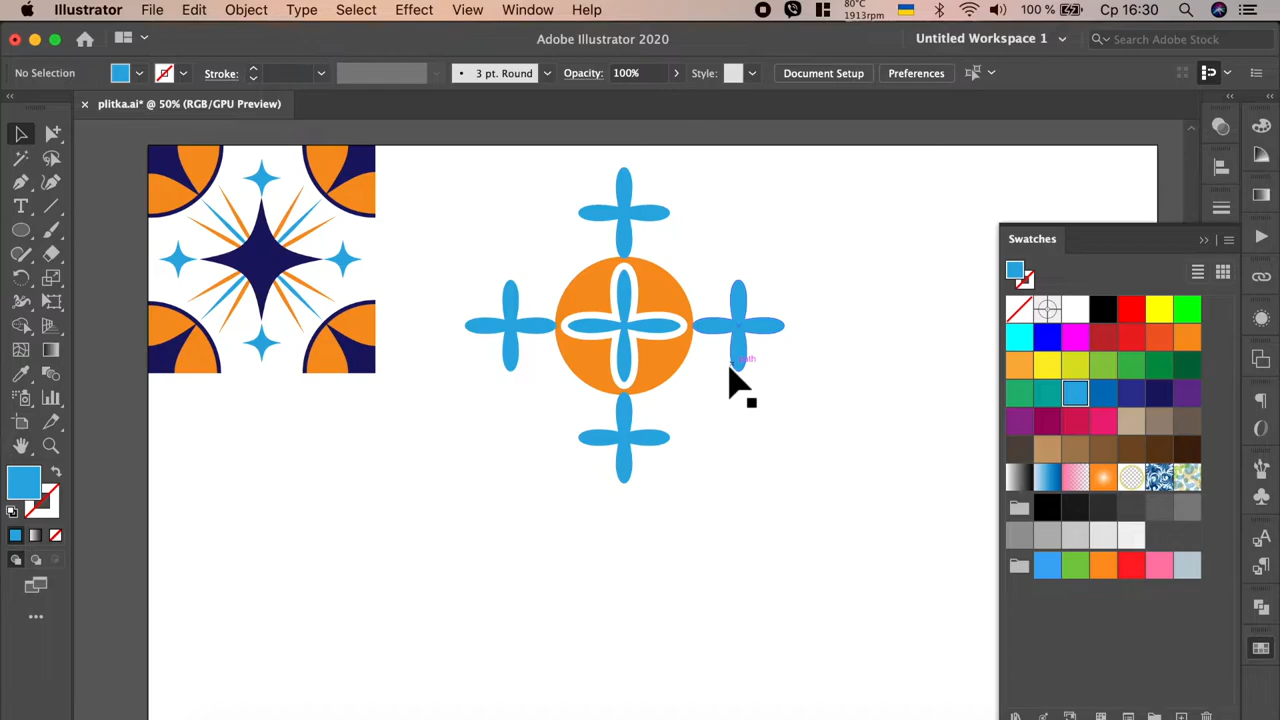 Illustrator File Edit Object Type Select Effect View Window Help
80°C
1913rpm
100 %
Ср 16:30
Adobe Illustrator 2020
Untitled Workspace 1
Search Adobe Stock
No Selection
Stroke:
3 pt. Round
Opacity: 100%
Style:
Document Setup
Preferences
plitka.ai* @ 50% (RGB/GPU Preview)
Swatches